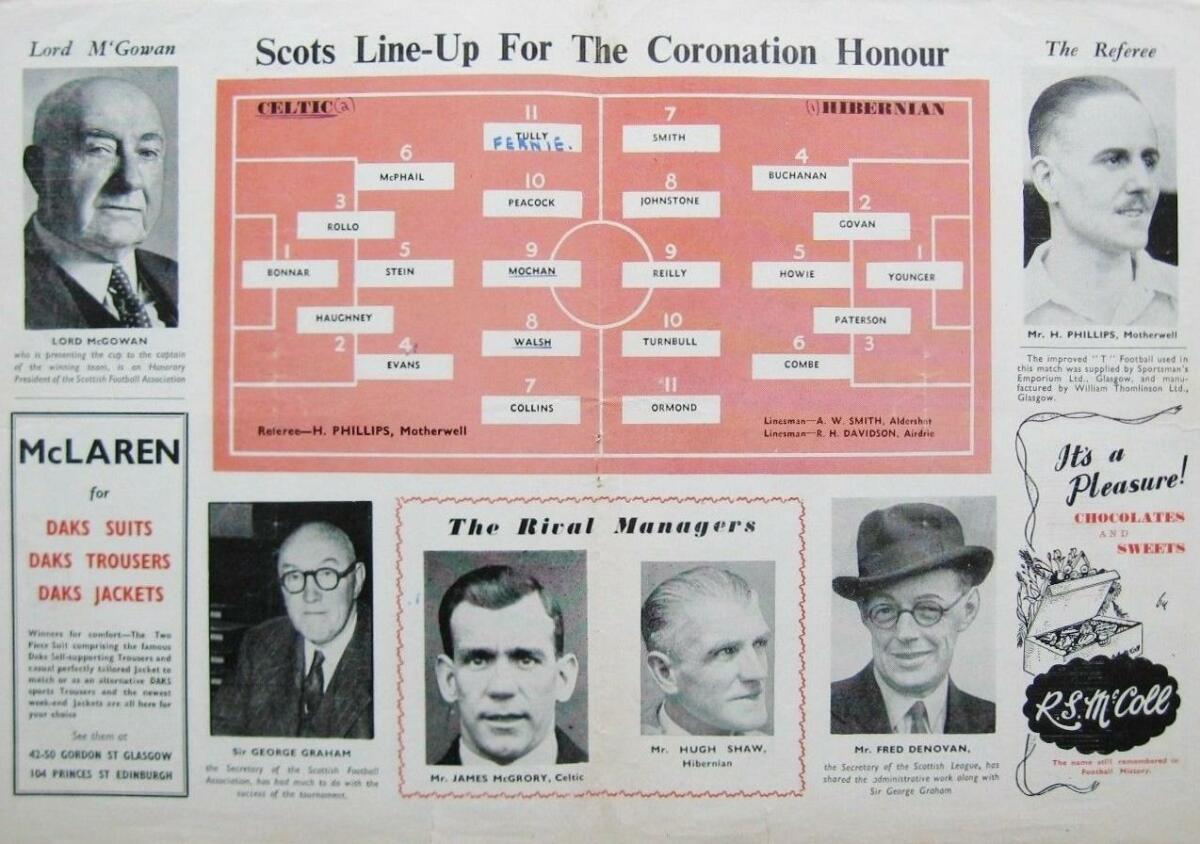 Scots Line-Up For The Coronation Honour
Lord M'Gowan
LORD McGOWAN
who is presenting the cup to the captain
of the winning team, is an Honorary
President of the Scottish Football Association
CELTIC (2)
(1) HIBERNIAN
11
TULLY
FERNIE.
7
SMITH
6
McPHAIL
4
BUCHANAN
10
PEACOCK
8
JOHNSTONE
3
ROLLO
2
GOVAN
1
BONNAR
5
STEIN
9
MOCHAN
9
REILLY
5
HOWIE
1
YOUNGER
HAUGHNEY
2
PATERSON
3
8
WALSH
10
TURNBULL
4
EVANS
6
COMBE
7
COLLINS
11
ORMOND
Referee—H. PHILLIPS, Motherwell
Linesman—A. W. SMITH, Aldershot
Linesman—R. H. DAVIDSON, Airdrie
The Referee
Mr. H. PHILLIPS, Motherwell
The improved "T" Football used in
this match was supplied by Sportsman's
Emporium Ltd., Glasgow, and manu-
factured by William Thomlinson Ltd.,
Glasgow.
McLAREN
for
DAKS SUITS
DAKS TROUSERS
DAKS JACKETS
Winners for comfort—The Two
Piece Suit comprising the famous
Daks Self-supporting Trousers and
casual perfectly tailored Jacket to
match or as an alternative DAKS
sports Trousers and the newest
week-end Jackets are all here for
your choice
See them at
42-50 GORDON ST GLASGOW
104 PRINCES ST EDINBURGH
Sir GEORGE GRAHAM
the Secretary of the Scottish Football
Association, has had much to do with the
success of the tournament.
The Rival Managers
Mr. JAMES McGRORY, Celtic
Mr. HUGH SHAW,
Hibernian
Mr. FRED DENOVAN,
the Secretary of the Scottish League, has
shared the administrative work along with
Sir George Graham
It's a
Pleasure!
CHOCOLATES
AND
SWEETS
by
R.S. McColl
The name still remembered in
Football History.